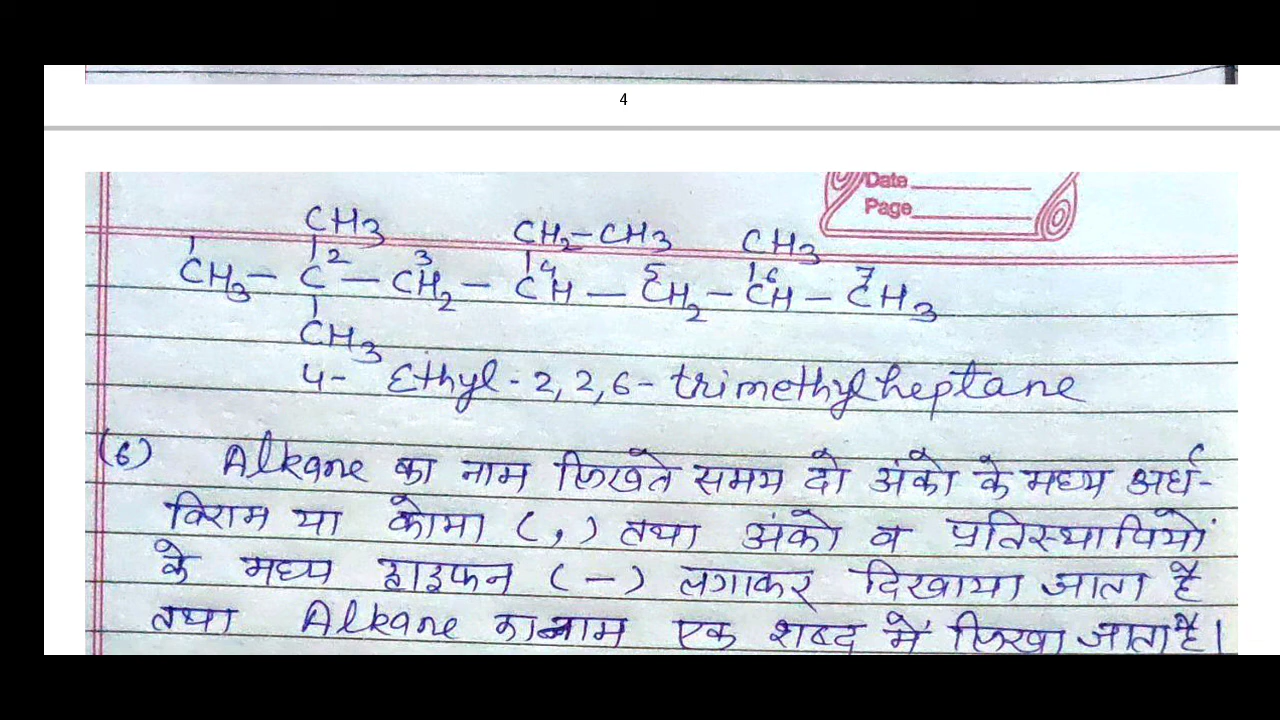 4
Date
Page
CH3 CH2-CH3 CH3
1 2 3 4 5 6 7
CH3 - C - CH2 - CH - CH2 - CH - CH3
CH3
4- Ethyl-2,2,6-trimethylheptane
(6) Alkane का नाम लिखते समय दो अंको के मध्य अर्ध-
विराम या कोमा (,) तथा अंको व प्रतिस्थापियों
के मध्य हाइफन (-) लगाकर दिखाया जाता है
तथा Alkane का नाम एक शब्द में लिखा जाता है।